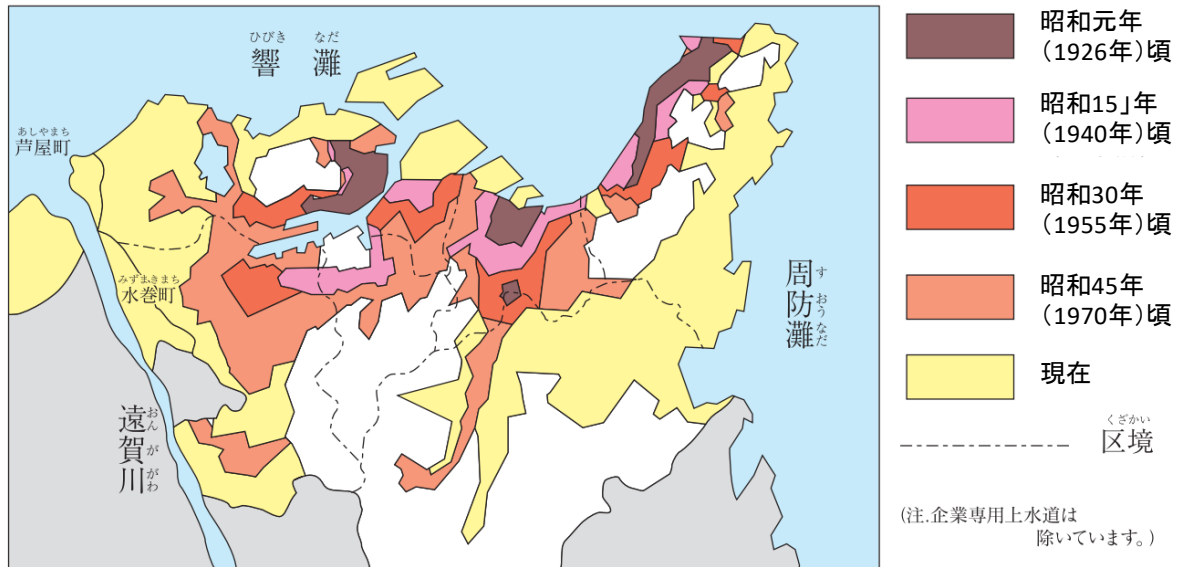 ひびき なだ
響 灘
あしやまち
芦屋町
みずまきまち
水巻町
おんががわ
遠賀川
すおうなだ
周防灘
昭和元年
（1926年）頃
昭和15」年
（1940年）頃
昭和30年
（1955年）頃
昭和45年
（1970年）頃
現在
くざかい
区境
(注.企業専用上水道は
除いています。)